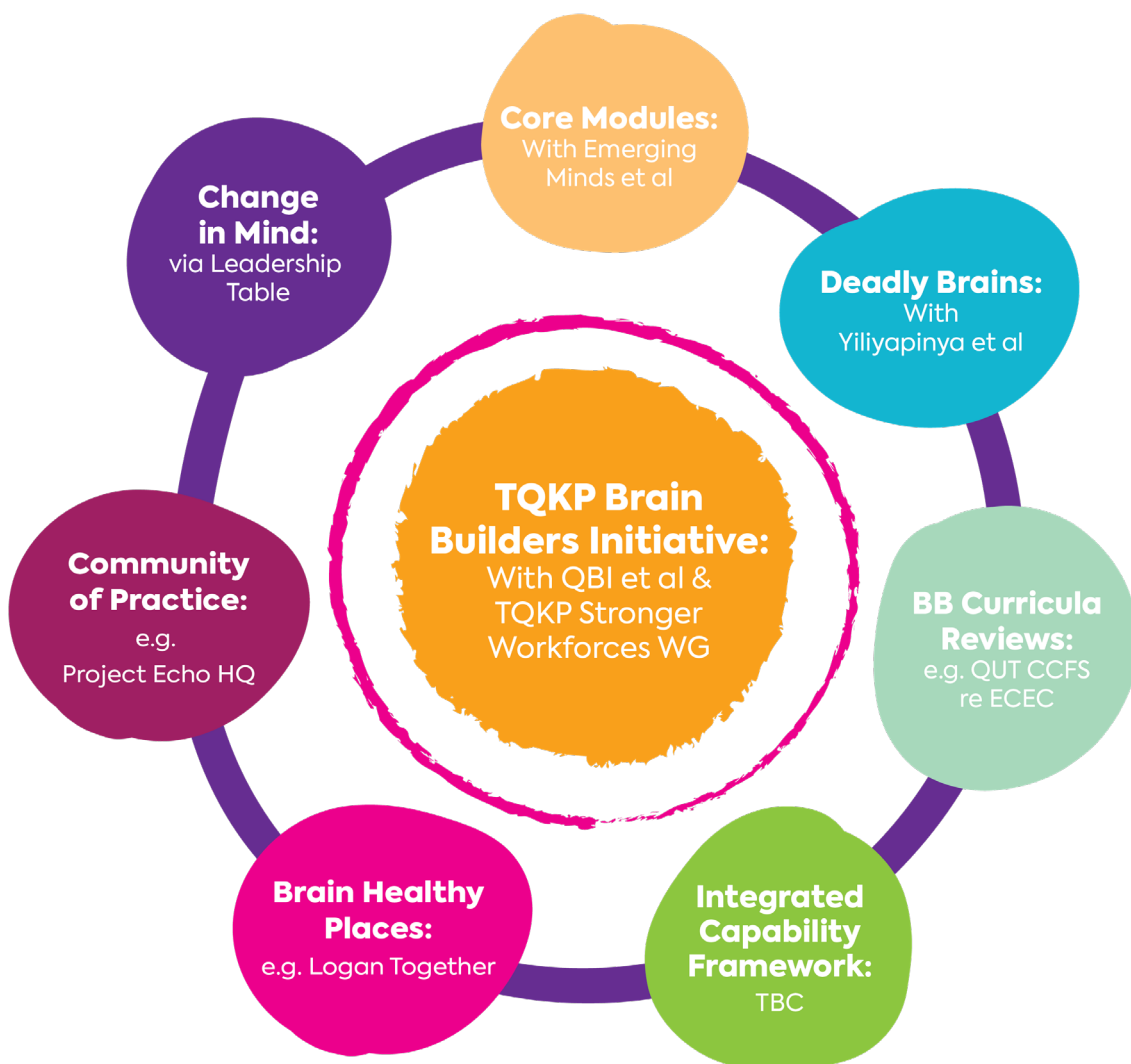 Core Modules:
With Emerging
Minds et al
Deadly Brains:
With
Yiliyapinya et al
BB Curricula
Reviews:
e.g. QUT CCFS
re ECEC
Integrated
Capability
Framework:
TBC
Brain Healthy
Places:
e.g. Logan Together
Community
of Practice:
e.g.
Project Echo HQ
Change
in Mind:
via Leadership
Table
TQKP Brain
Builders Initiative:
With QBI et al &
TQKP Stronger
Workforces WG